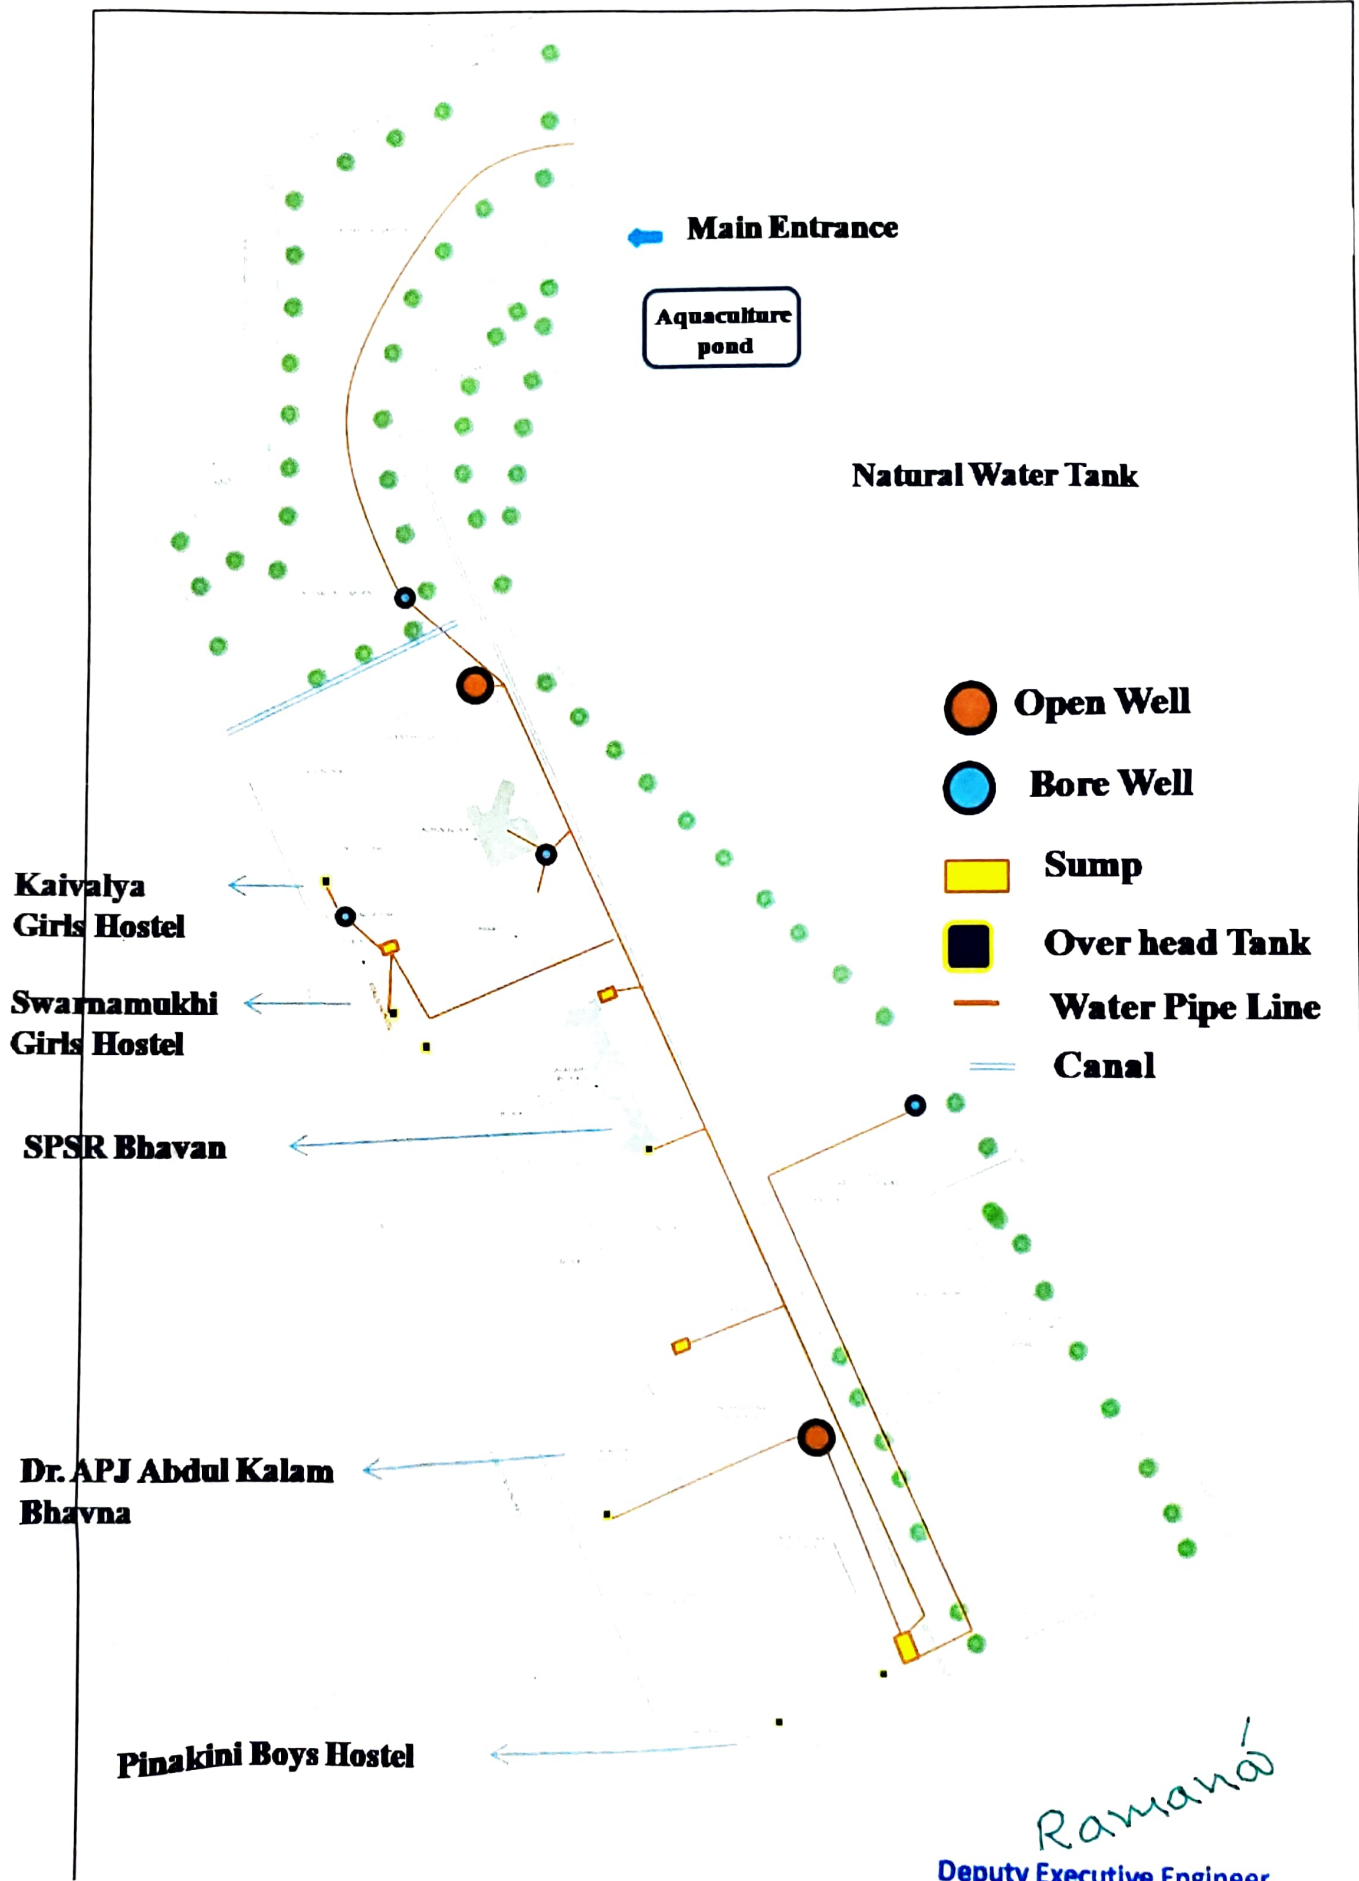 Main Entrance
Aquaculture
pond
Natural Water Tank
Open Well
Bore Well
Sump
Over head Tank
Water Pipe Line
Canal
Kaivalya
Girls Hostel
Swarnamukhi
Girls Hostel
SPSR Bhavan
Dr. APJ Abdul Kalam
Bhavna
Pinakini Boys Hostel
Ramana
Deputy Executive Engineer